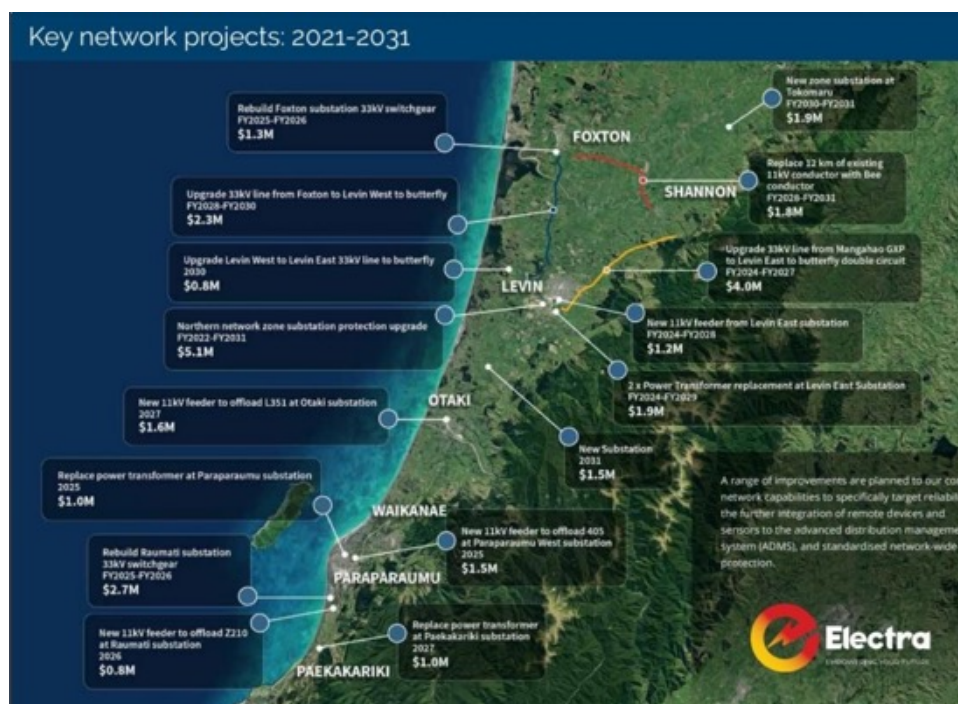 Key network projects: 2021-2031
Rebuild Foxton substation 33kV switchgear
FY2025-FY2026
$1.3M
Upgrade 33kV line from Foxton to Levin West to butterfly
FY2028-FY2030
$2.3M
Upgrade Levin West to Levin East 33kV line to butterfly
2030
$0.8M
Northern network zone substation protection upgrade
FY2022-FY2031
$5.1M
New 11kV feeder to offload L351 at Otaki substation
2027
$1.6M
Replace power transformer at Paraparaumu substation
2025
$1.0M
Rebuild Raumati substation
33kV switchgear
FY2025-FY2026
$2.7M
New 11kV feeder to offload Z210
at Raumati substation
2026
$0.8M
FOXTON
SHANNON
LEVIN
OTAKI
WAIKANAE
PARAPARAUMU
PAEKAKARIKI
New zone substation at
Tokomaru
FY2030-FY2031
$1.9M
Replace 12 km of existing
11kV conductor with Bee
conductor
FY2028-FY2031
$1.8M
Upgrade 33kV line from Mangahao GXP
to Levin East to butterfly double circuit
FY2024-FY2027
$4.0M
New 11kV feeder from Levin East substation
FY2024-FY2028
$1.2M
2 x Power Transformer replacement at Levin East Substation
FY2024-FY2029
$1.9M
New Substation
2031
$1.5M
New 11kV feeder to offload 405
at Paraparaumu West substation
2025
$1.5M
Replace power transformer
at Paekakariki substation
2027
$1.0M
A range of improvements are planned to our co
network capabilities to specifically target reliabili
the further integration of remote devices and
sensors to the advanced distribution manageme
system (ADMS), and standardised network-wide
protection.
Electra